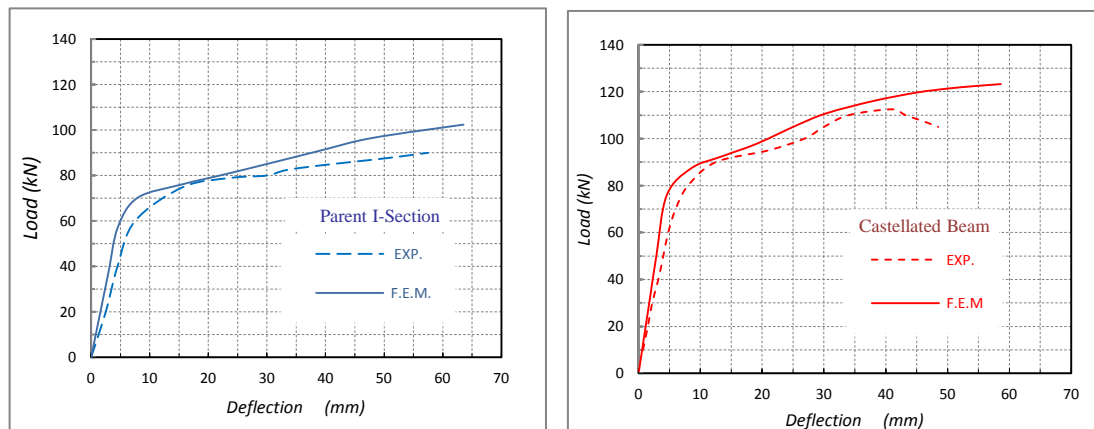 140
120
100
80
60
40
20
0
Load (kN)
Parent I-Section
EXP.
F.E.M.
0 10 20 30 40 50 60 70
Deflection (mm)
140
120
100
80
60
40
20
0
Load (kN)
Castellated Beam
EXP.
F.E.M
0 10 20 30 40 50 60 70
Deflection (mm)